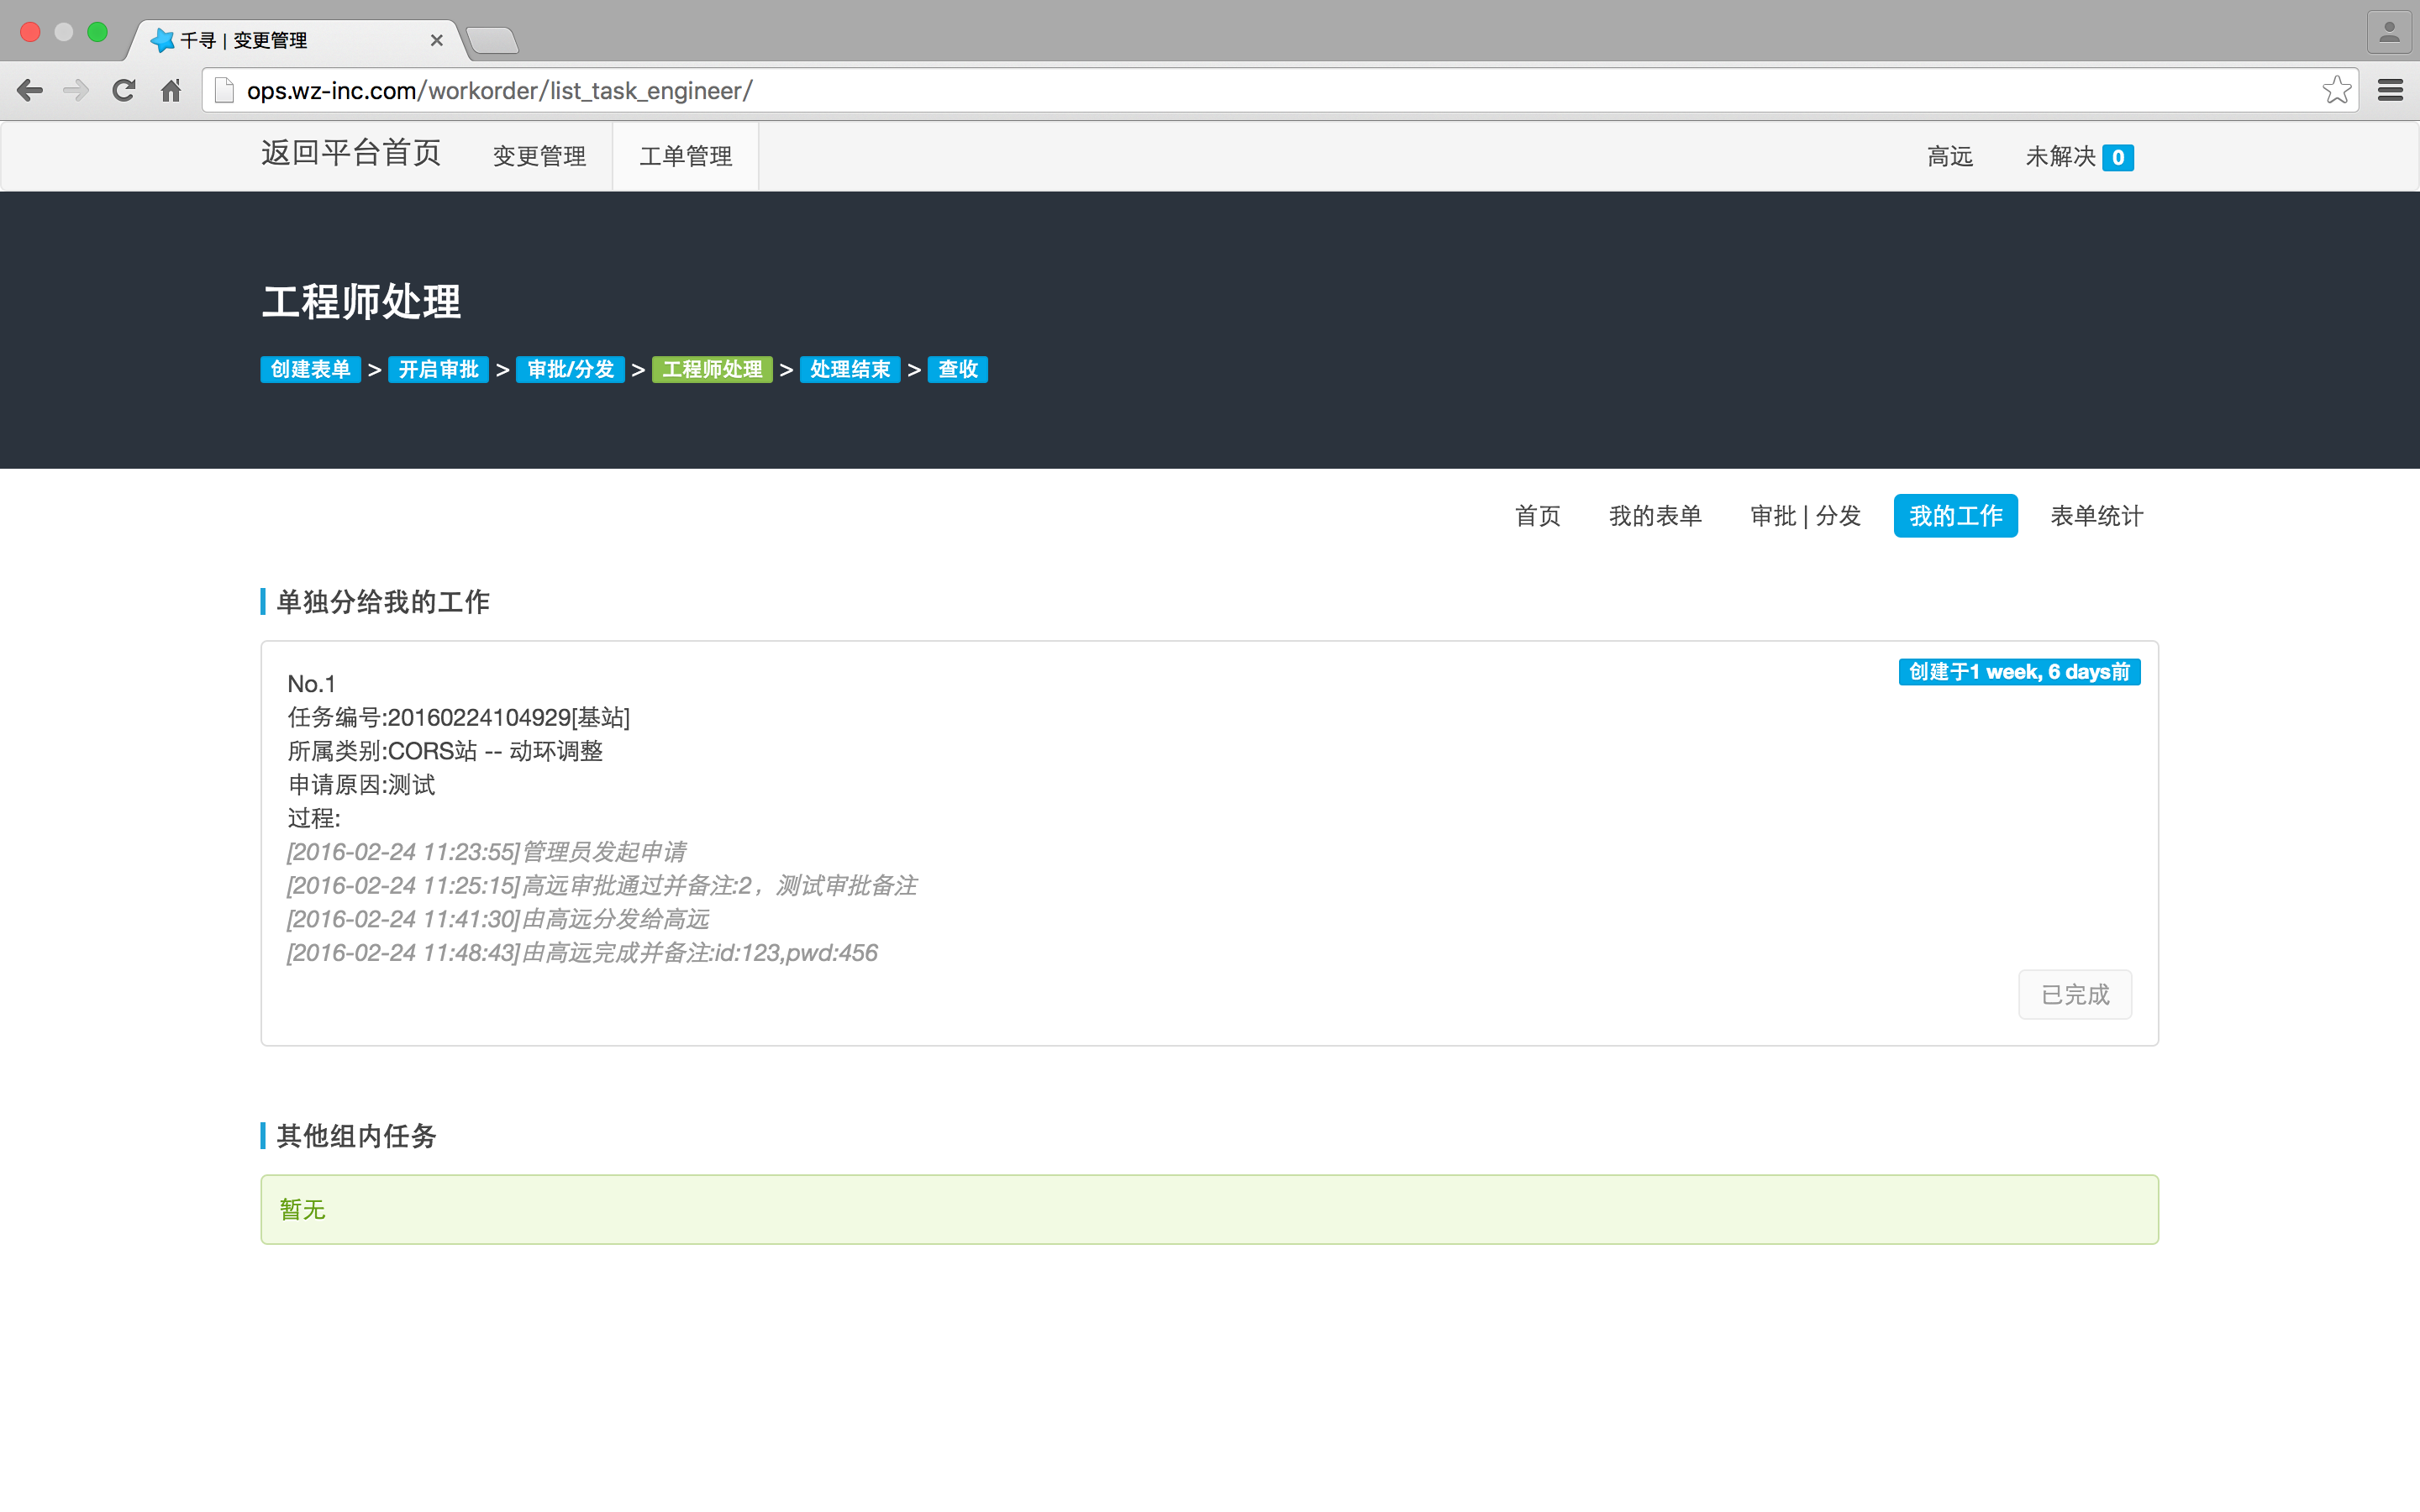 千寻 | 变更管理
ops.wz-inc.com/workorder/list_task_engineer/
返回平台首页 变更管理 工单管理 高远 未解决 0
工程师处理
创建表单 > 开启审批 > 审批/分发 > 工程师处理 > 处理结束 > 查收
首页 我的表单 审批 | 分发 我的工作 表单统计
单独分给我的工作
创建于1 week, 6 days前
No.1
任务编号:20160224104929[基站]
所属类别:CORS站 -- 动环调整
申请原因:测试
过程:
[2016-02-24 11:23:55]管理员发起申请
[2016-02-24 11:25:15]高远审批通过并备注:2，测试审批备注
[2016-02-24 11:41:30]由高远分发给高远
[2016-02-24 11:48:43]由高远完成并备注:id:123,pwd:456
已完成
其他组内任务
暂无